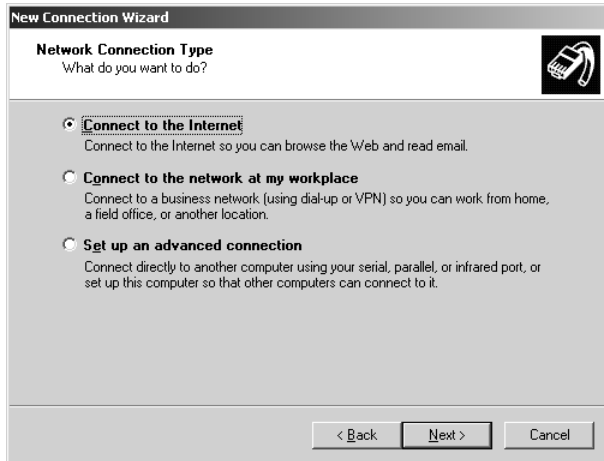 New Connection Wizard
Network Connection Type
What do you want to do?
Connect to the Internet
Connect to the Internet so you can browse the Web and read email.
Connect to the network at my workplace
Connect to a business network (using dial-up or VPN) so you can work from home,
a field office, or another location.
Set up an advanced connection
Connect directly to another computer using your serial, parallel, or infrared port, or
set up this computer so that other computers can connect to it.
< Back Next > Cancel